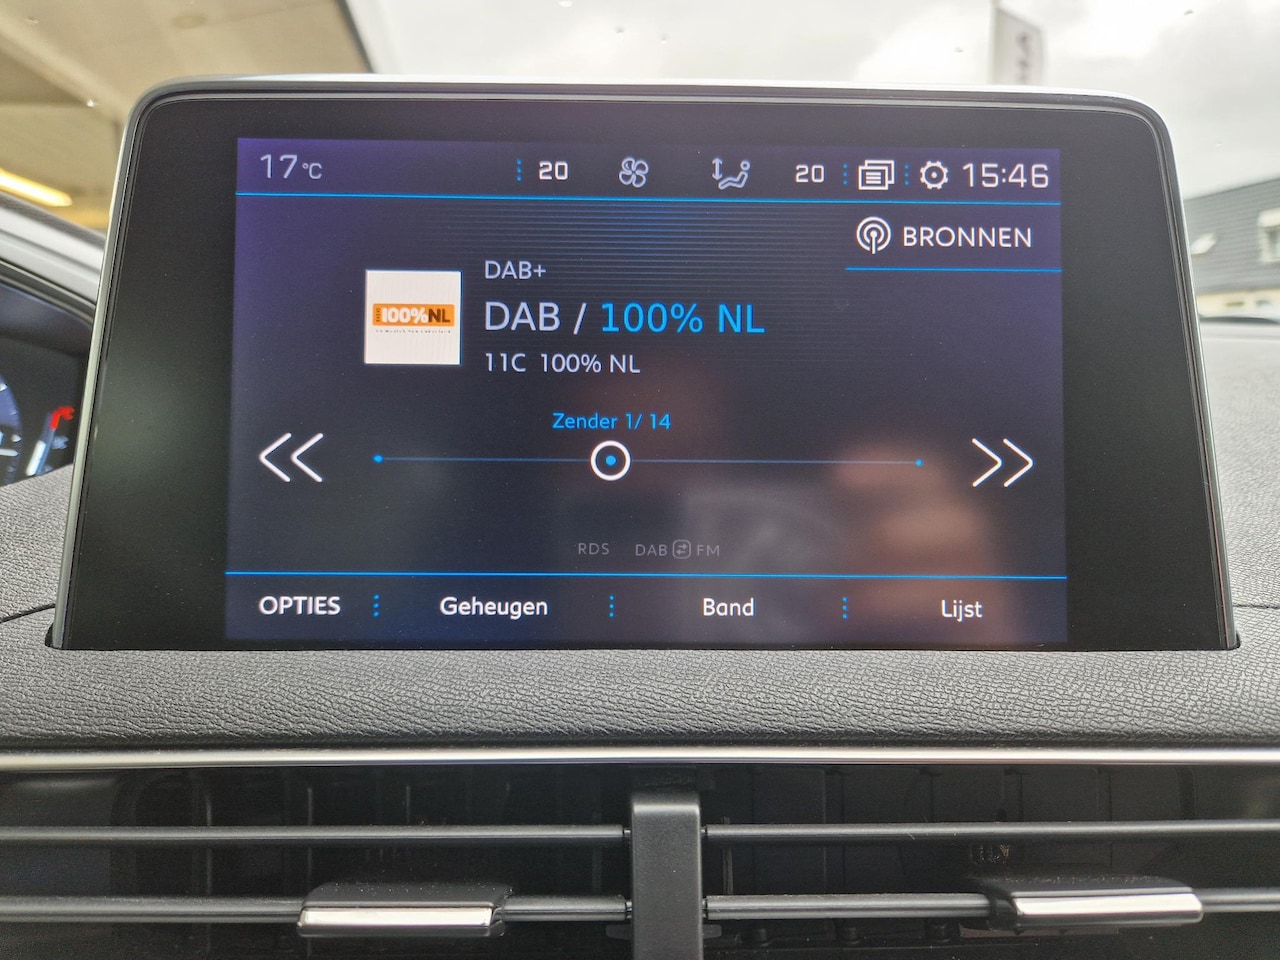 17°C 20 20 15:46
BRONNEN
DAB+
100%NL
DAB / 100% NL
11C 100% NL
Zender 1/ 14
RDS DAB FM
OPTIES Geheugen Band Lijst